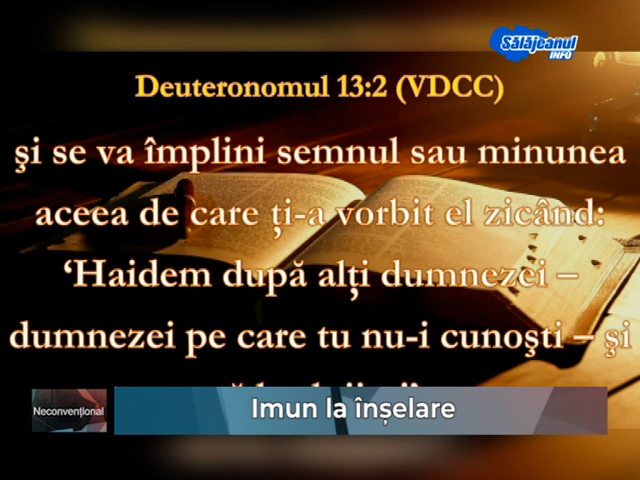 Sălăjeanul
INFO
Deuteronomul 13:2 (VDCC)
şi se va împlini semnul sau minunea
aceea de care ţi-a vorbit el zicând:
‘Haidem după alţi dumnezei –
dumnezei pe care tu nu-i cunoşti – şi
Neconvențional
Imun la înșelare